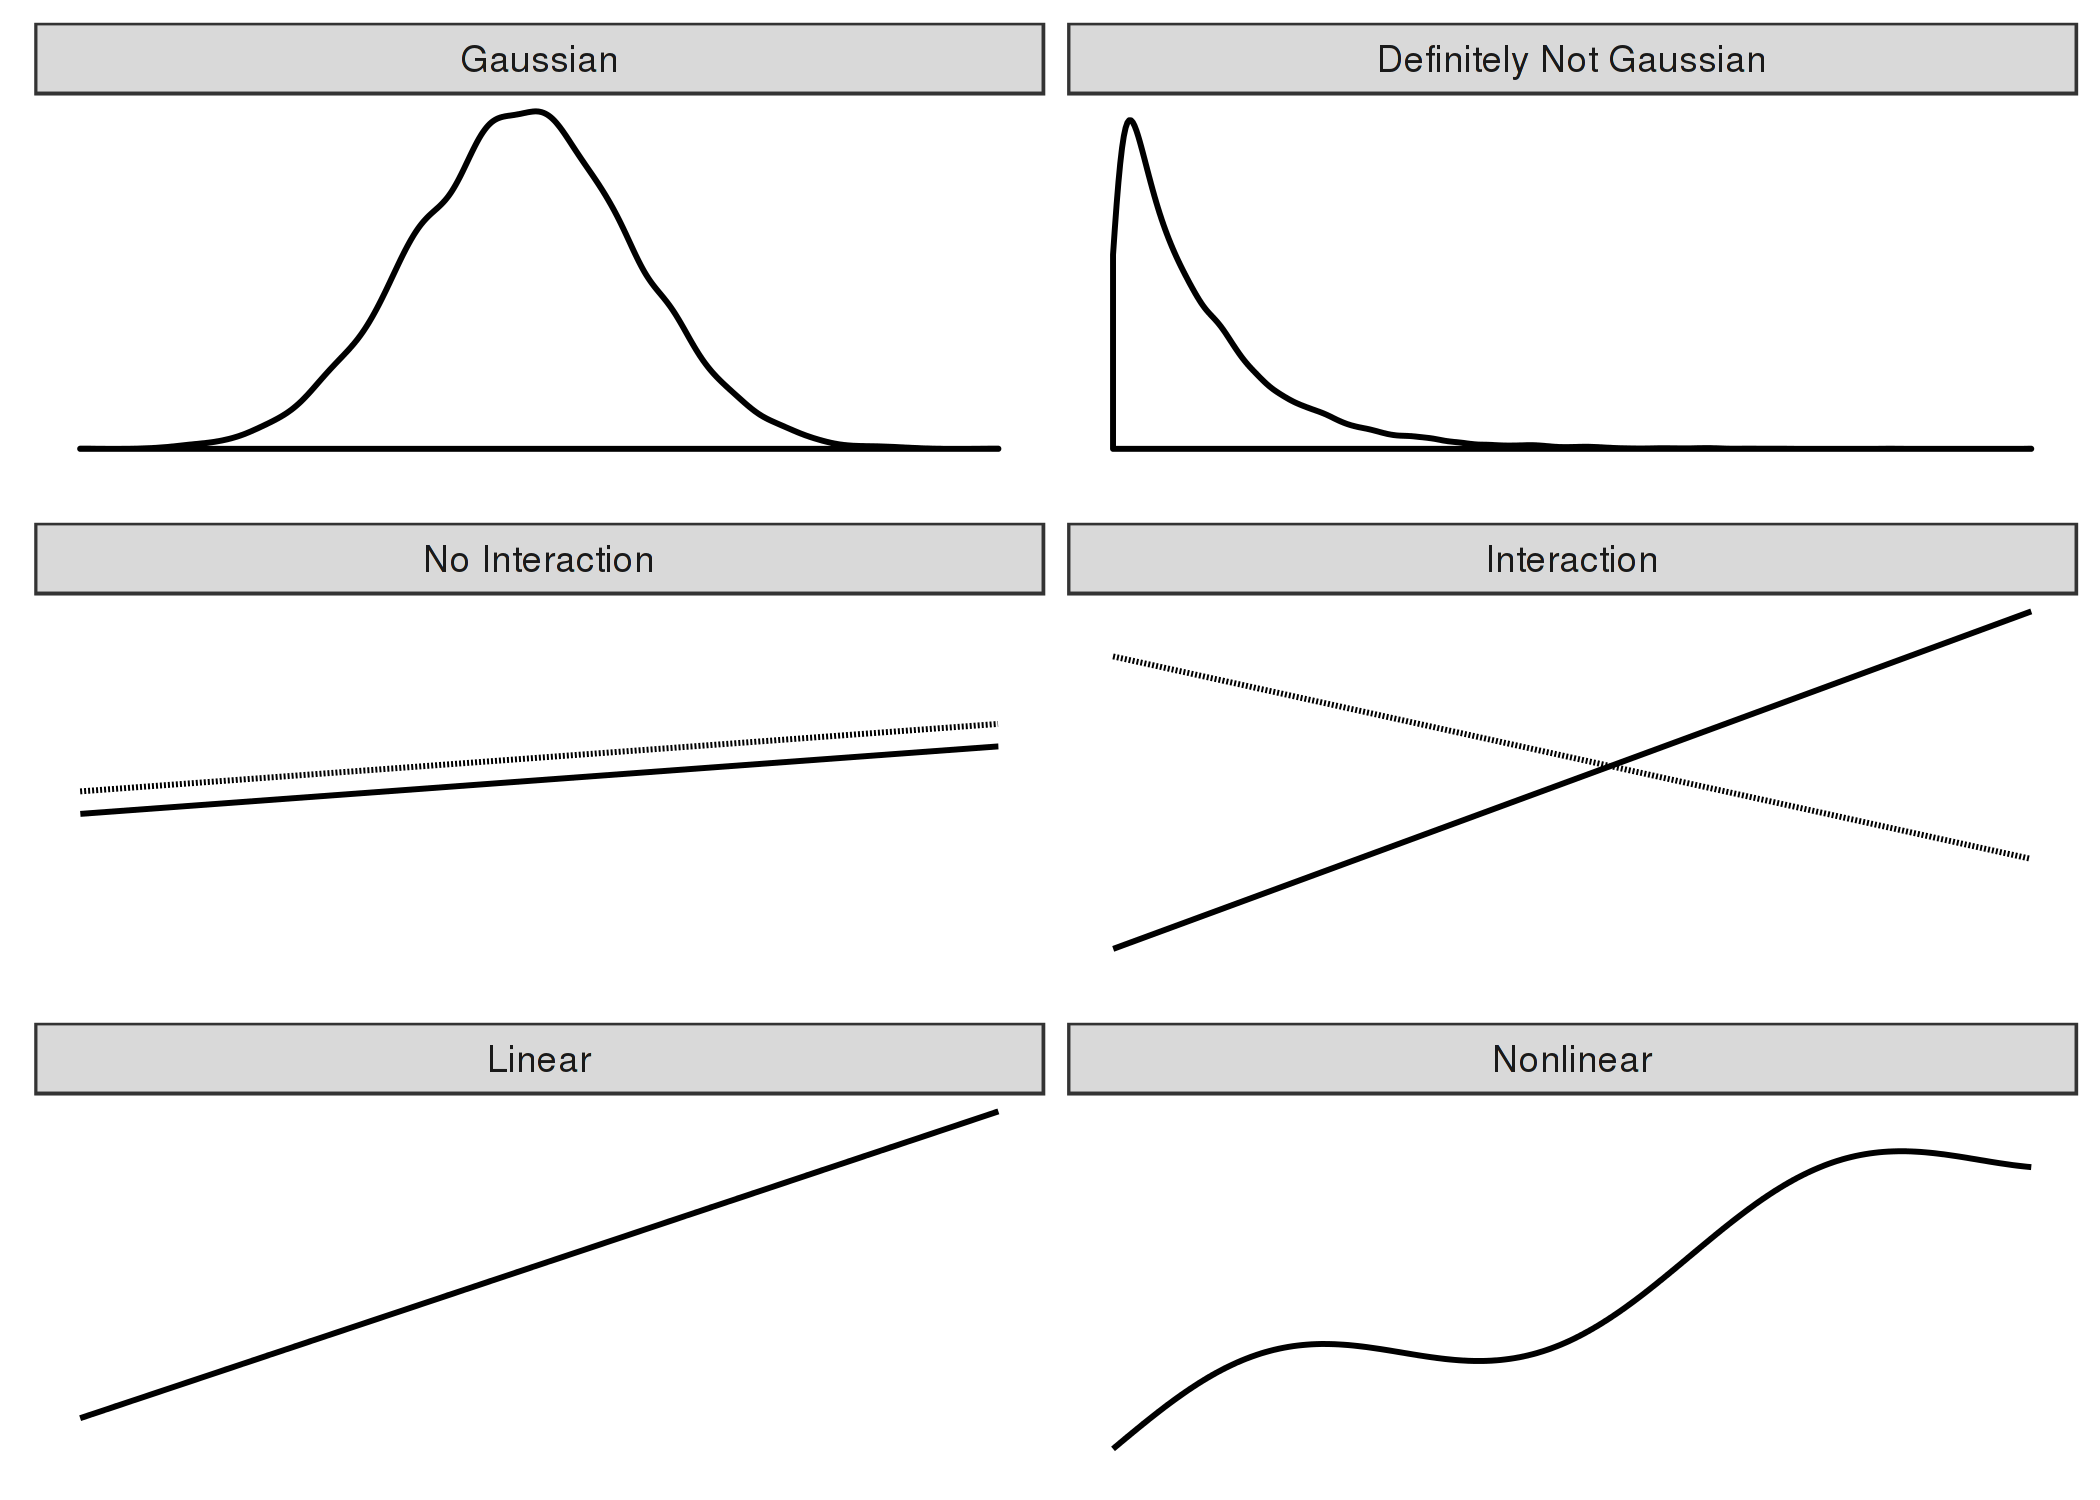 Gaussian
Definitely Not Gaussian
No Interaction
Interaction
Linear
Nonlinear